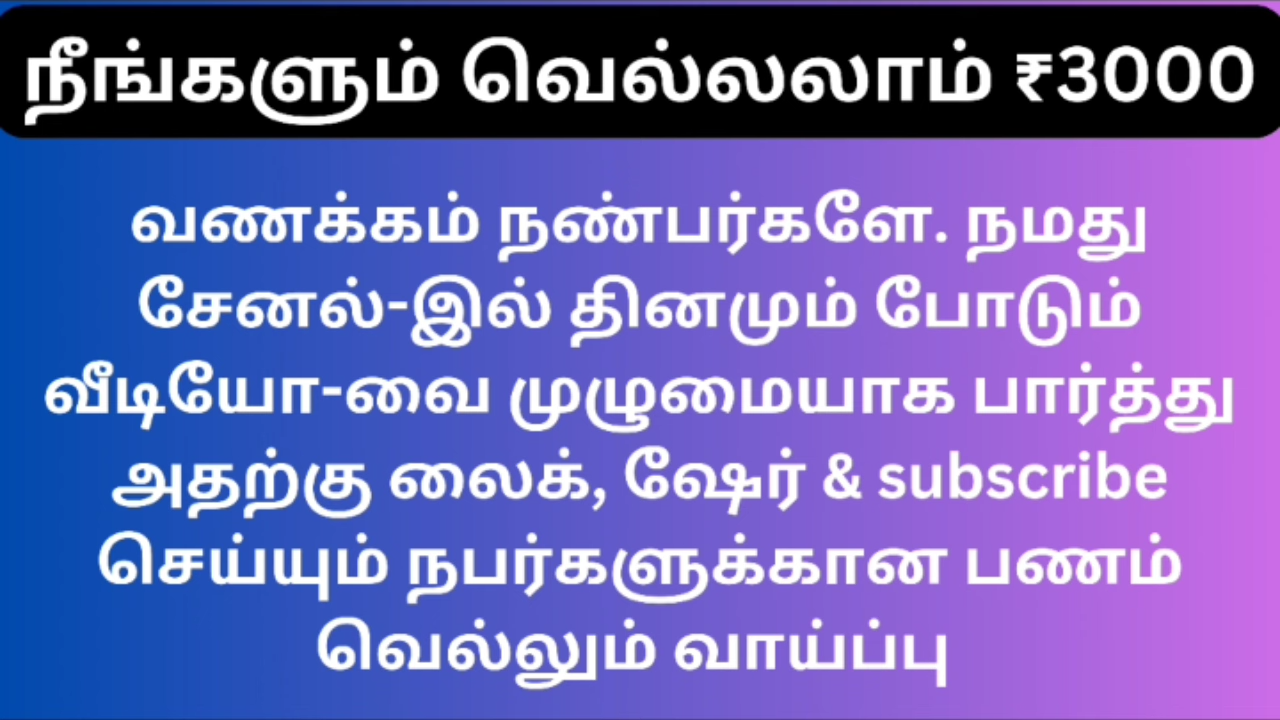 நீங்களும் வெல்லலாம் ₹3000
வணக்கம் நண்பர்களே. நமது
சேனல்-இல் தினமும் போடும்
வீடியோ-வை முழுமையாக பார்த்து
அதற்கு லைக், ஷேர் & subscribe
செய்யும் நபர்களுக்கான பணம்
வெல்லும் வாய்ப்பு